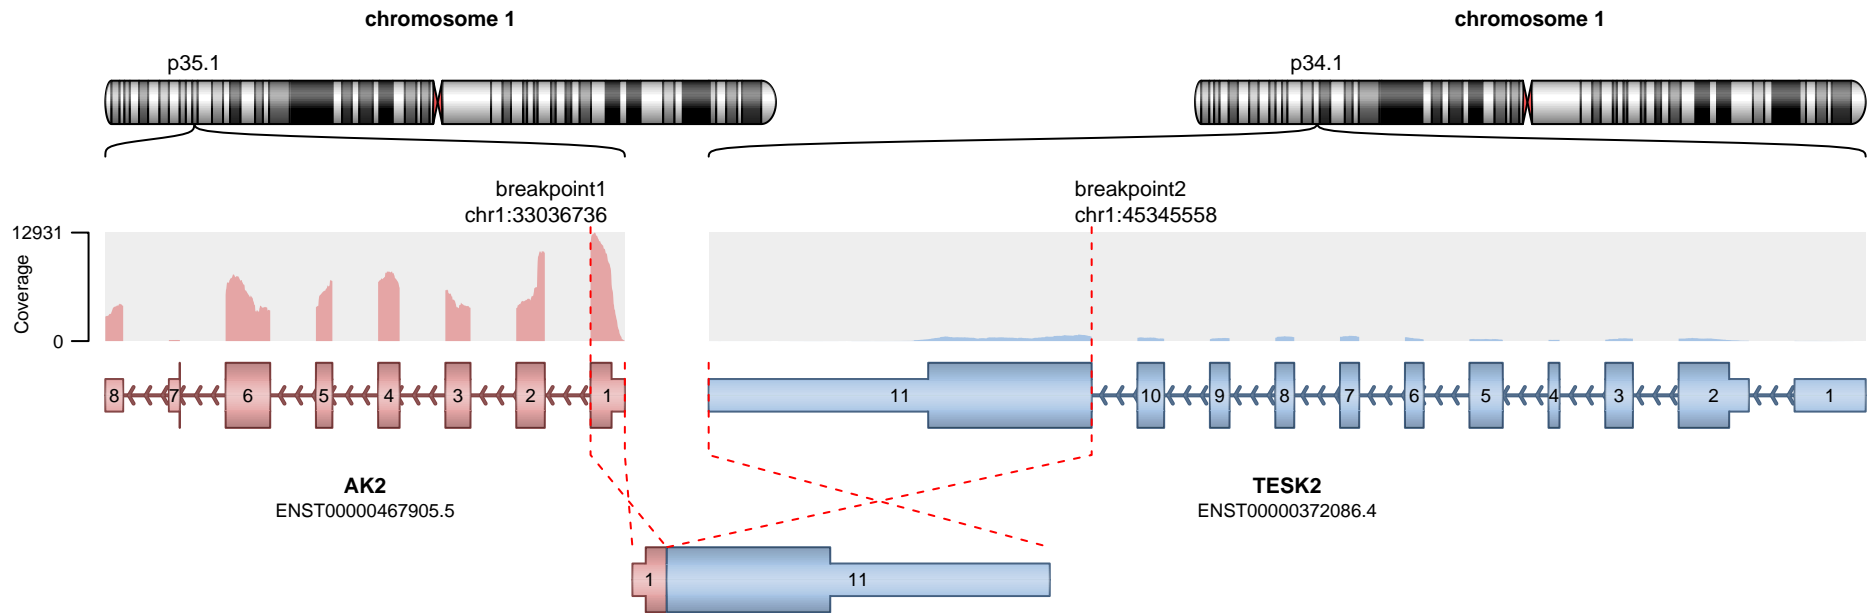 chromosome 1
chromosome 1
p35.1
p34.1
breakpoint1
chr1:33036736
breakpoint2
chr1:45345558
12931
Coverage
0
8 7 6 5 4 3 2 1
11 10 9 8 7 6 5 4 3 2 1
AK2
ENST00000467905.5
TESK2
ENST00000372086.4
1 11